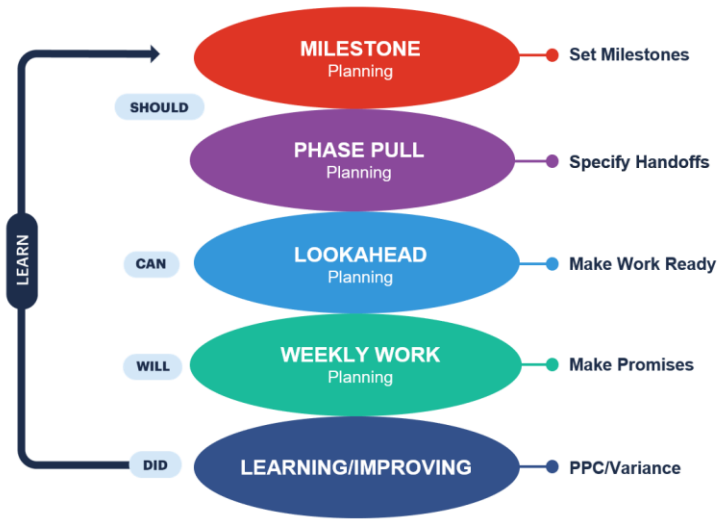 MILESTONE
Planning
Set Milestones
SHOULD
PHASE PULL
Planning
Specify Handoffs
LEARN
CAN
LOOKAHEAD
Planning
Make Work Ready
WILL
WEEKLY WORK
Planning
Make Promises
DID
LEARNING/IMPROVING
PPC/Variance